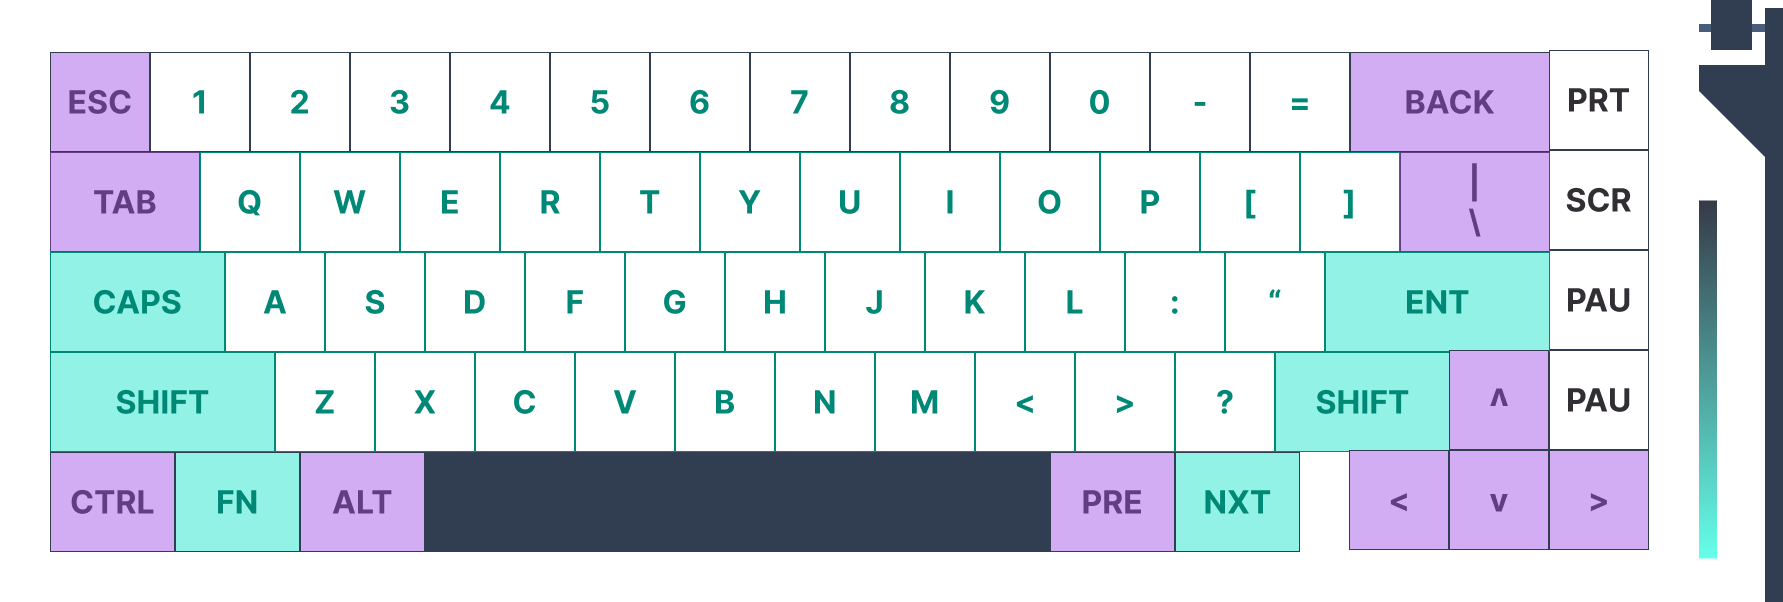 ESC 1 2 3 4 5 6 7 8 9 0 - = BACK PRT
TAB Q W E R T Y U I O P [ ] | \ SCR
CAPS A S D F G H J K L : “ ENT PAU
SHIFT Z X C V B N M < > ? SHIFT ^ PAU
CTRL FN ALT PRE NXT < v >